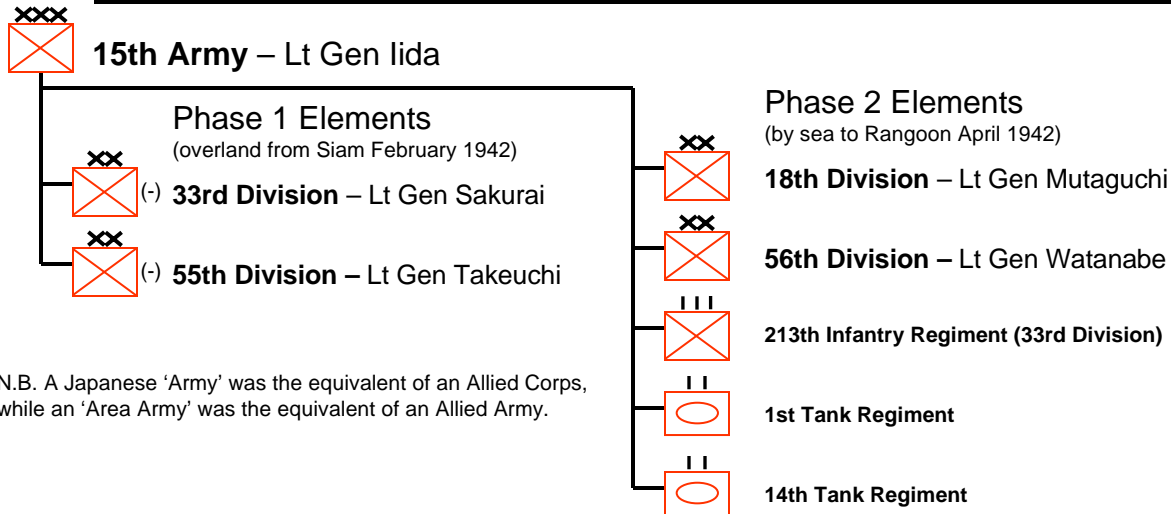 15th Army – Lt Gen Iida
Phase 1 Elements
(overland from Siam February 1942)
(-) 33rd Division – Lt Gen Sakurai
(-) 55th Division – Lt Gen Takeuchi
N.B. A Japanese ‘Army’ was the equivalent of an Allied Corps,
while an ‘Area Army’ was the equivalent of an Allied Army.
Phase 2 Elements
(by sea to Rangoon April 1942)
18th Division – Lt Gen Mutaguchi
56th Division – Lt Gen Watanabe
213th Infantry Regiment (33rd Division)
1st Tank Regiment
14th Tank Regiment